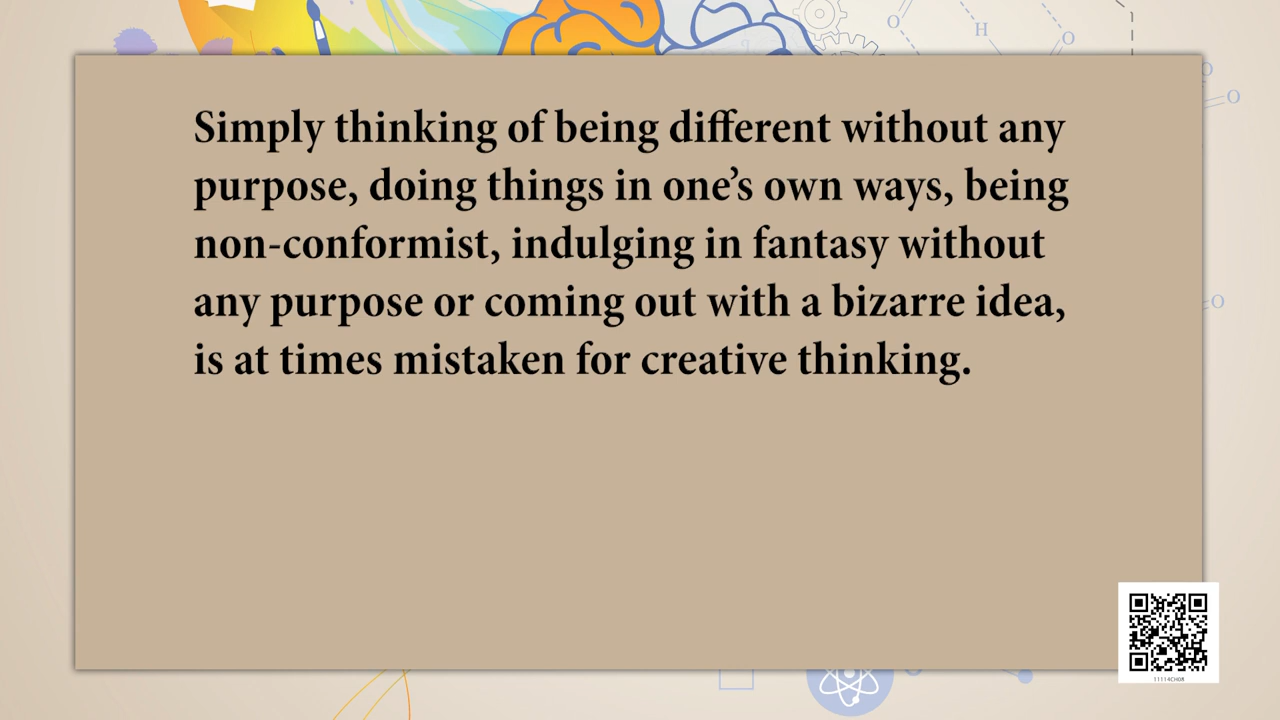 Simply thinking of being different without any
purpose, doing things in one’s own ways, being
non-conformist, indulging in fantasy without
any purpose or coming out with a bizarre idea,
is at times mistaken for creative thinking.
O
H
O
O
O
O
11114CH08